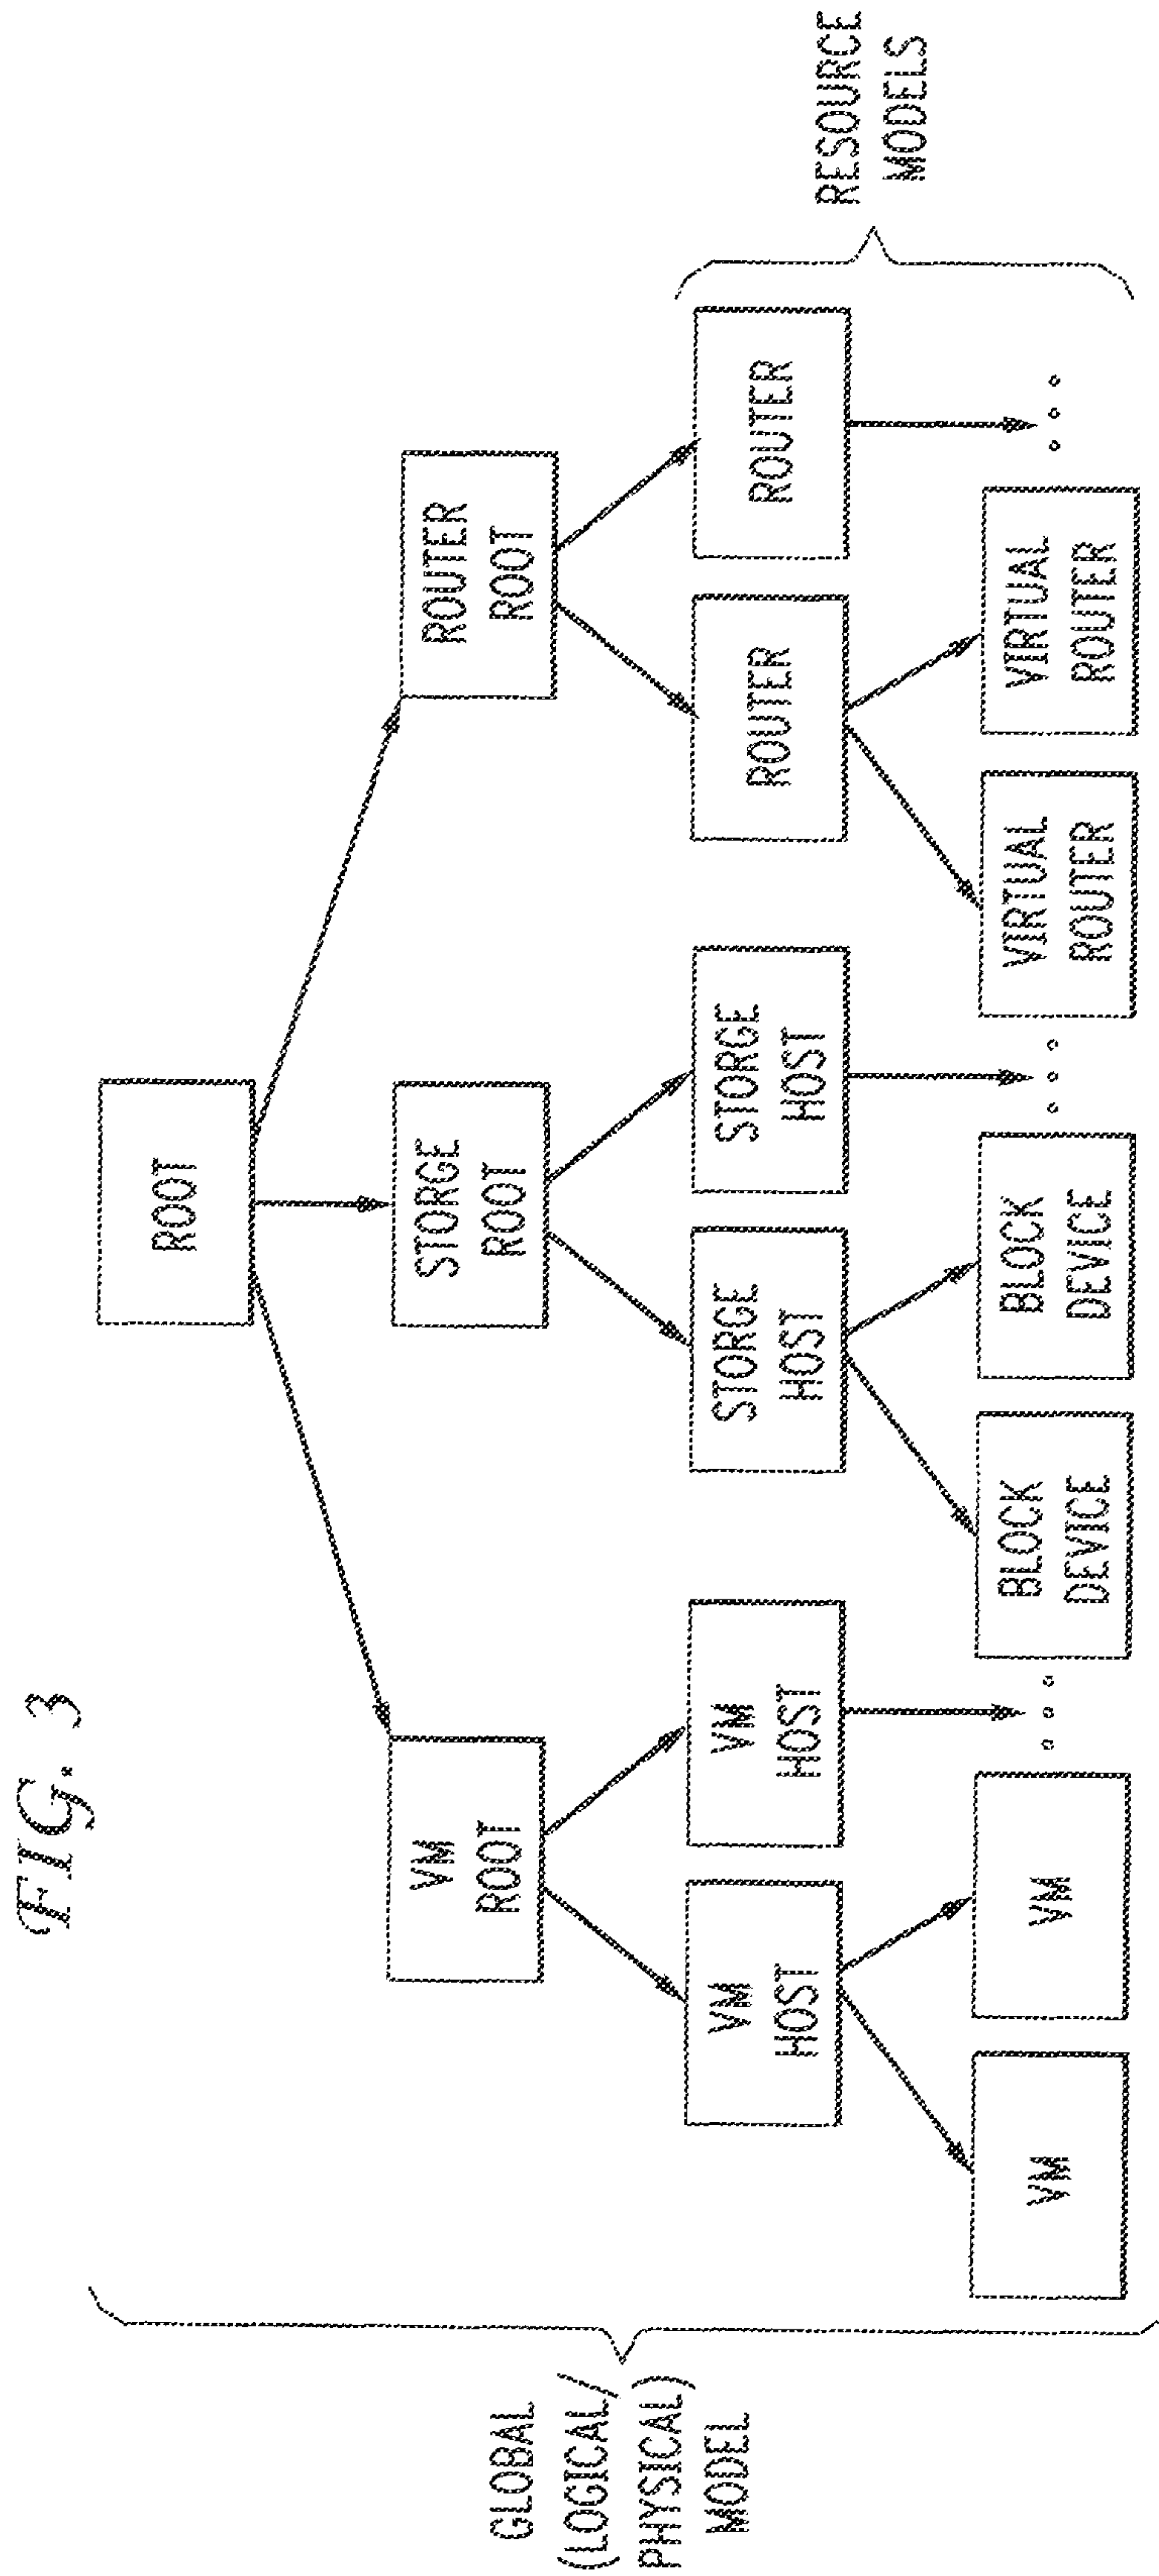 FIG. 3
ROOT
VM
ROOT
STORGE
ROOT
ROUTER
ROOT
VM
HOST
VM
HOST
STORGE
HOST
STORGE
HOST
ROUTER
ROUTER
VM
VM
BLOCK
DEVICE
BLOCK
DEVICE
VIRTUAL
ROUTER
VIRTUAL
ROUTER
GLOBAL
(LOGICAL/
PHYSICAL)
MODEL
RESOURCE
MODELS